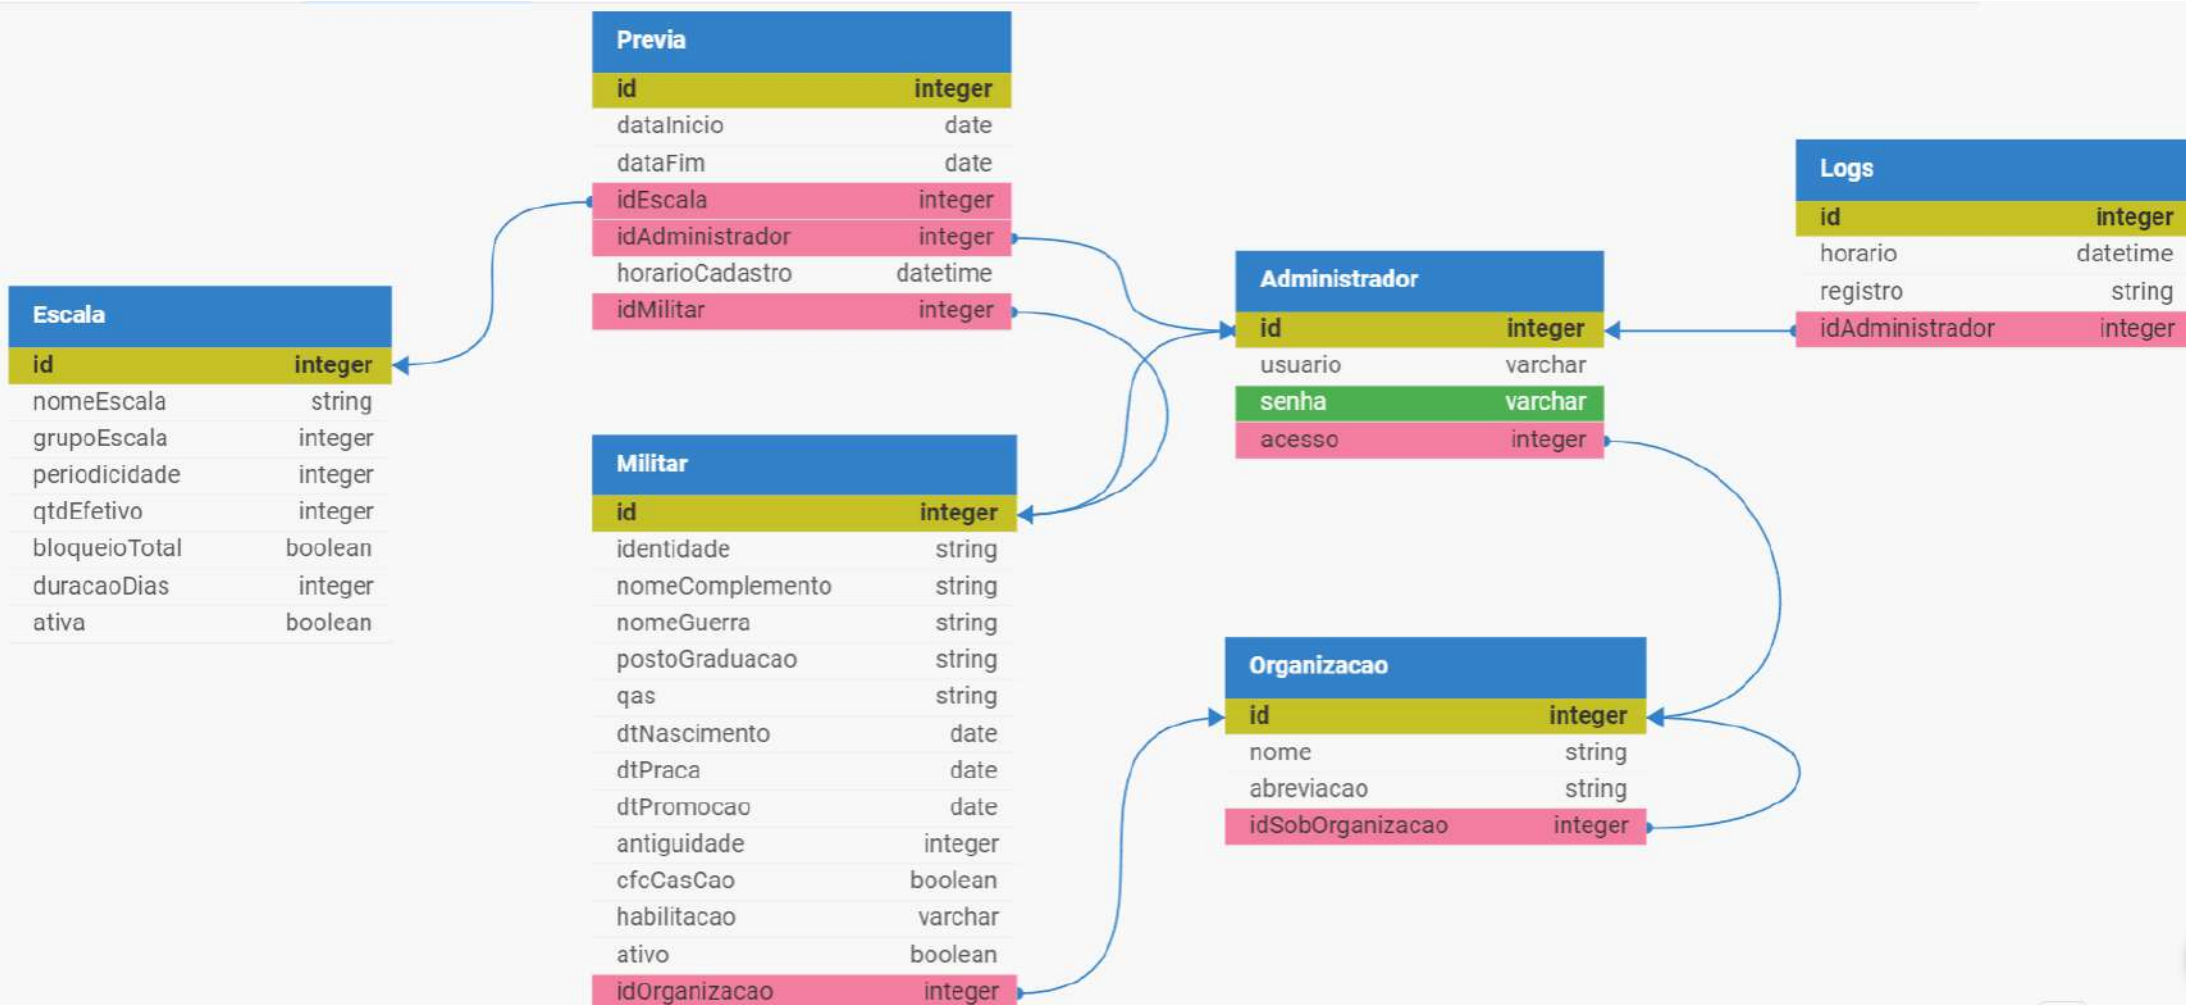 Previa
id integer
dataInicio date
dataFim date
idEscala integer
idAdministrador integer
horarioCadastro datetime
idMilitar integer
Escala
id integer
nomeEscala string
grupoEscala integer
periodicidade integer
qtdEfetivo integer
bloqueioTotal boolean
duracaoDias integer
ativa boolean
Militar
id integer
identidade string
nomeComplemento string
nomeGuerra string
postoGraduacao string
qas string
dtNascimento date
dtPraca date
dtPromocao date
antiguidade integer
cfcCasCao boolean
habilitacao varchar
ativo boolean
idOrganizacao integer
Administrador
id integer
usuario varchar
senha varchar
acesso integer
Organizacao
id integer
nome string
abreviacao string
idSobOrganizacao integer
Logs
id integer
horario datetime
registro string
idAdministrador integer